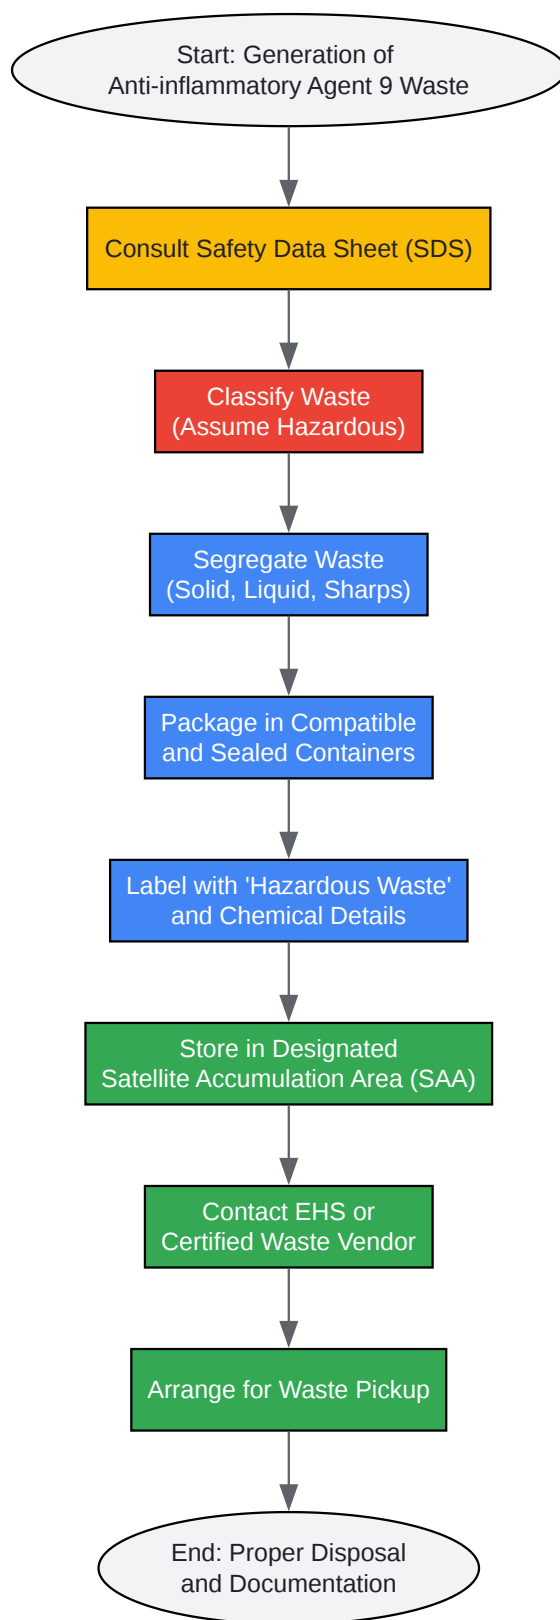 Start: Generation of
Anti-inflammatory Agent 9 Waste
Consult Safety Data Sheet (SDS)
Classify Waste
(Assume Hazardous)
Segregate Waste
(Solid, Liquid, Sharps)
Package in Compatible
and Sealed Containers
Label with 'Hazardous Waste'
and Chemical Details
Store in Designated
Satellite Accumulation Area (SAA)
Contact EHS or
Certified Waste Vendor
Arrange for Waste Pickup
End: Proper Disposal
and Documentation